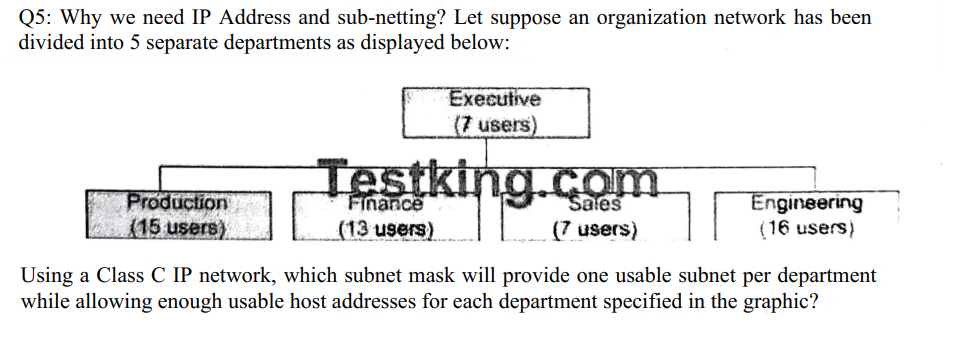 Q5: Why we need IP Address and sub-netting? Let suppose an organization network has been
divided into 5 separate departments as displayed below:
Executive
(7 users)
Testking.com
Production
(15 users)
Finance
(13 users)
Sales
(7 users)
Engineering
(16 users)
Using a Class C IP network, which subnet mask will provide one usable subnet per department
while allowing enough usable host addresses for each department specified in the graphic?